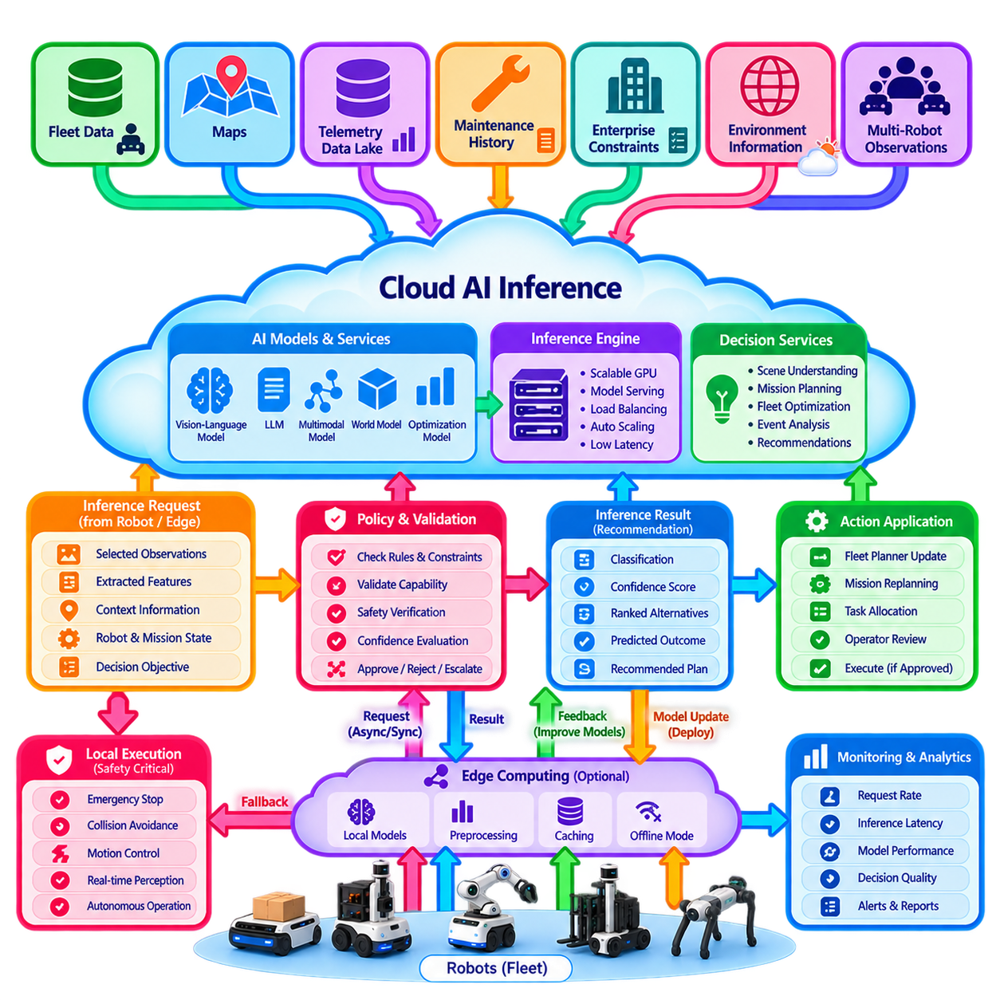 Fleet Data
Maps
Telemetry
Data Lake
Maintenance
History
Enterprise
Constraints
Environment
Information
Multi-Robot
Observations
Cloud AI Inference
AI Models & Services
Vision-Language
Model
LLM
Multimodal
Model
World Model
Optimization
Model
Inference Engine
• Scalable GPU
• Model Serving
• Load Balancing
• Auto Scaling
• Low Latency
Decision Services
• Scene Understanding
• Mission Planning
• Fleet Optimization
• Event Analysis
• Recommendations
Inference Request
(from Robot / Edge)
Selected Observations
Extracted Features
Context Information
Robot & Mission State
Decision Objective
Policy & Validation
Check Rules & Constraints
Validate Capability
Safety Verification
Confidence Evaluation
Approve / Reject / Escalate
Inference Result
(Recommendation)
Classification
Confidence Score
Ranked Alternatives
Predicted Outcome
Recommended Plan
Action Application
Fleet Planner Update
Mission Replanning
Task Allocation
Operator Review
Execute (if Approved)
Request
(Async/Sync)
Result
Feedback
(Improve Models)
Model Update
(Deploy)
Local Execution
(Safety Critical)
Emergency Stop
Collision Avoidance
Motion Control
Real-time Perception
Autonomous Operation
Fallback
Edge Computing (Optional)
Local Models
Preprocessing
Caching
Offline Mode
Monitoring & Analytics
Request Rate
Inference Latency
Model Performance
Decision Quality
Alerts & Reports
Robots (Fleet)